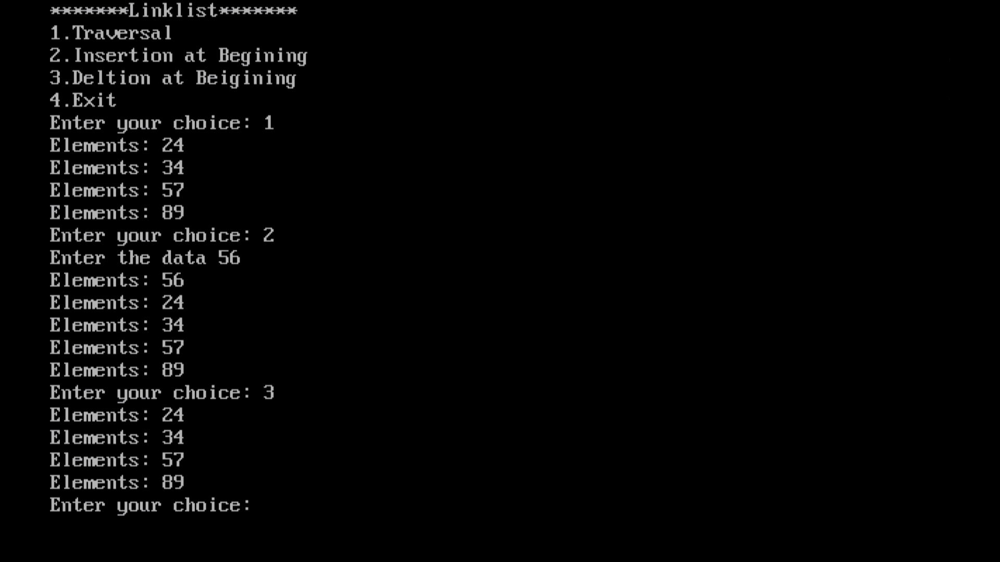 *******Linklist*******
1.Traversal
2.Insertion at Begining
3.Deltion at Beigining
4.Exit
Enter your choice: 1
Elements: 24
Elements: 34
Elements: 57
Elements: 89
Enter your choice: 2
Enter the data 56
Elements: 56
Elements: 24
Elements: 34
Elements: 57
Elements: 89
Enter your choice: 3
Elements: 24
Elements: 34
Elements: 57
Elements: 89
Enter your choice: